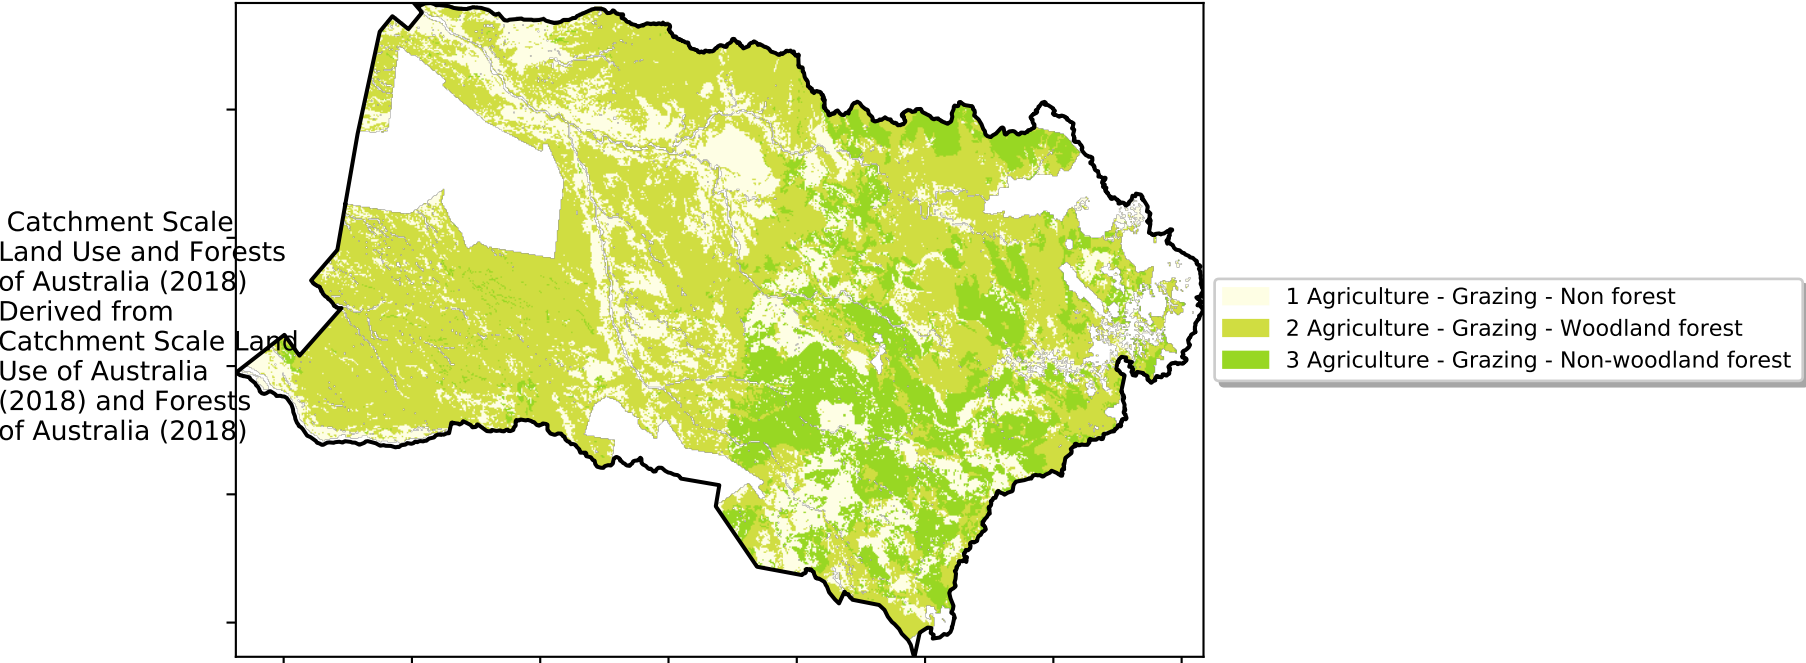 Catchment Scale
Land Use and Forests
of Australia (2018)
Derived from
Catchment Scale Land
Use of Australia
(2018) and Forests
of Australia (2018)
1 Agriculture - Grazing - Non forest
2 Agriculture - Grazing - Woodland forest
3 Agriculture - Grazing - Non-woodland forest